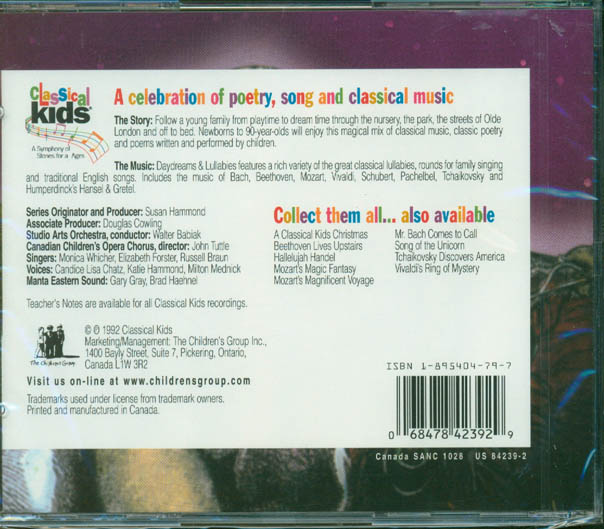 Classical
kids®
A Symphony of
Stories for all Ages
A celebration of poetry, song and classical music
The Story: Follow a young family from playtime to dream time through the nursery, the park, the streets of Olde
London and off to bed. Newborns to 90-year-olds will enjoy this magical mix of classical music, classic poetry
and poems written and performed by children.
The Music: Daydreams & Lullabies features a rich variety of the great classical lullabies, rounds for family singing
and traditional English songs. Includes the music of Bach, Beethoven, Mozart, Vivaldi, Schubert, Pachelbel, Tchaikovsky and
Humperdinck's Hansel & Gretel.
Series Originator and Producer: Susan Hammond
Associate Producer: Douglas Cowling
Studio Arts Orchestra, conductor: Walter Babiak
Canadian Children's Opera Chorus, director: John Tuttle
Singers: Monica Whicher, Elizabeth Forster, Russell Braun
Voices: Candice Lisa Chatz, Katie Hammond, Milton Mednick
Manta Eastern Sound: Gary Gray, Brad Haehnel
Collect them all... also available
A Classical Kids Christmas
Beethoven Lives Upstairs
Hallelujah Handel
Mozart's Magic Fantasy
Mozart's Magnificent Voyage
Mr. Bach Comes to Call
Song of the Unicorn
Tchaikovsky Discovers America
Vivaldi's Ring of Mystery
Teacher's Notes are available for all Classical Kids recordings.
The Children's Group
© ℗ 1992 Classical Kids
Marketing/Management: The Children's Group Inc.,
1400 Bayly Street, Suite 7, Pickering, Ontario,
Canada L1W 3R2
Visit us on-line at www.childrensgroup.com
Trademarks used under license from trademark owners.
Printed and manufactured in Canada.
ISBN 1-895404-79-7
0 68478 42392 9
Canada SANC 1028 US 84239-2